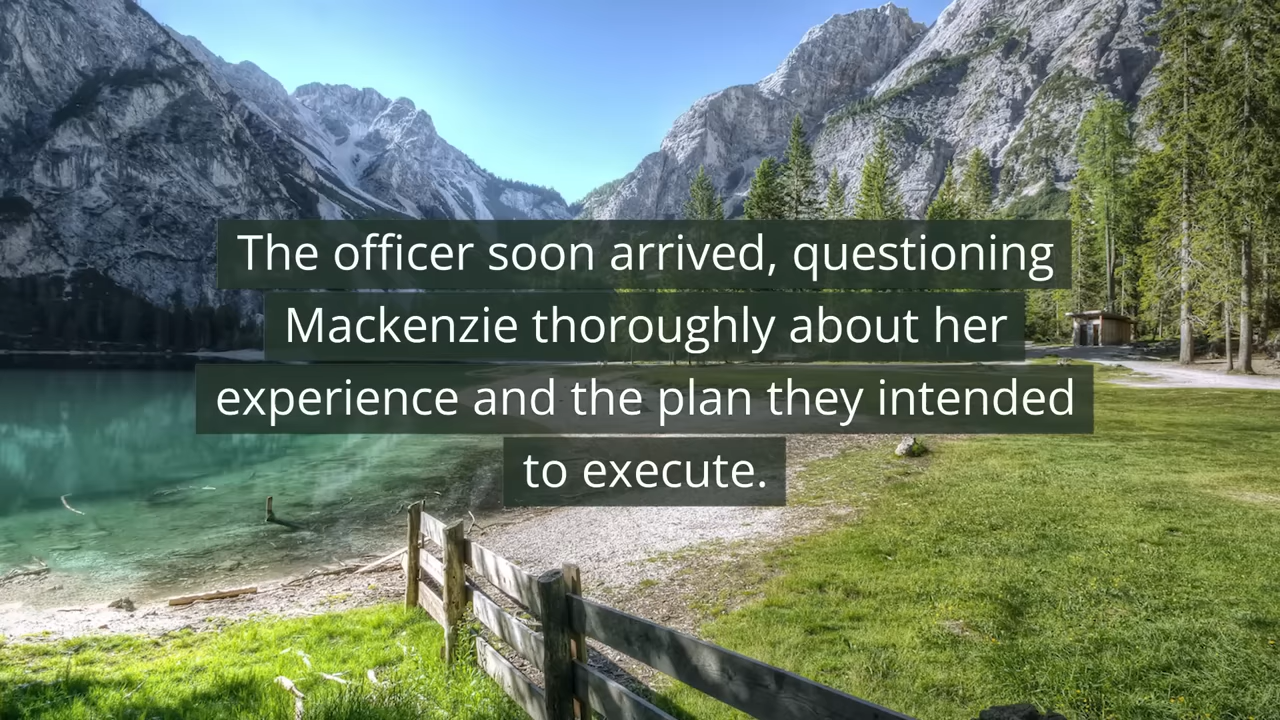 The officer soon arrived, questioning
Mackenzie thoroughly about her
experience and the plan they intended
to execute.